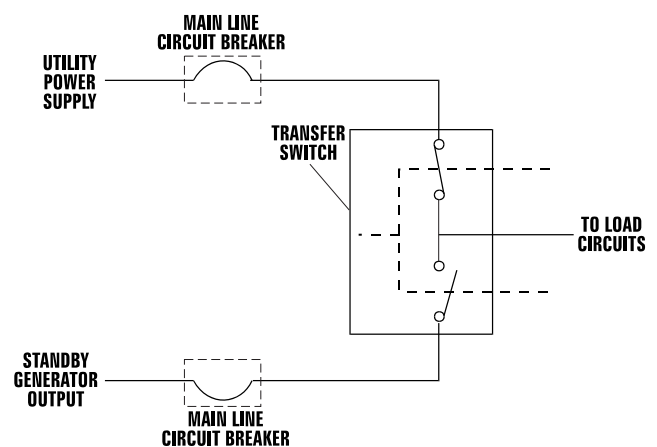 MAIN LINE
CIRCUIT BREAKER
UTILITY
POWER
SUPPLY
TRANSFER
SWITCH
TO LOAD
CIRCUITS
STANDBY
GENERATOR
OUTPUT
MAIN LINE
CIRCUIT BREAKER